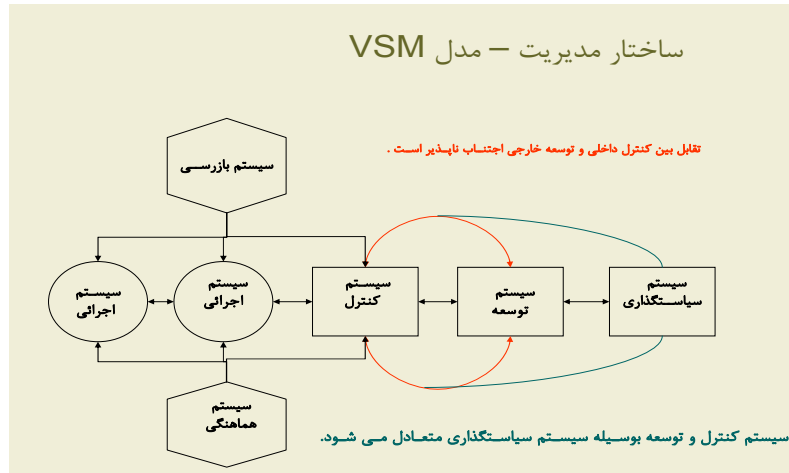 ساختار مدیریت – مدل VSM
تقابل بین کنترل داخلی و توسعه خارجی اجتناب ناپذیر است .
سیستم بازرسی
سیستم
سیاستگذاری
سیستم
توسعه
سیستم
کنترل
سیستم
اجرائی
سیستم
اجرائی
سیستم
هماهنگی
سیستم کنترل و توسعه بوسیله سیستم سیاستگذاری متعادل می شود.